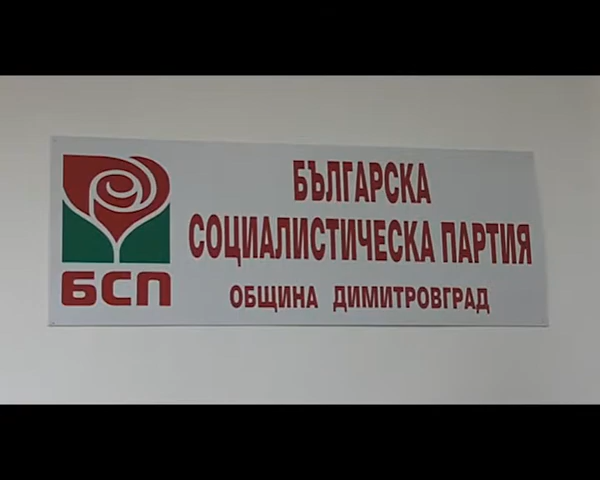 БЪЛГАРСКА
СОЦИАЛИСТИЧЕСКА ПАРТИЯ
БСП
ОБЩИНА ДИМИТРОВГРАД